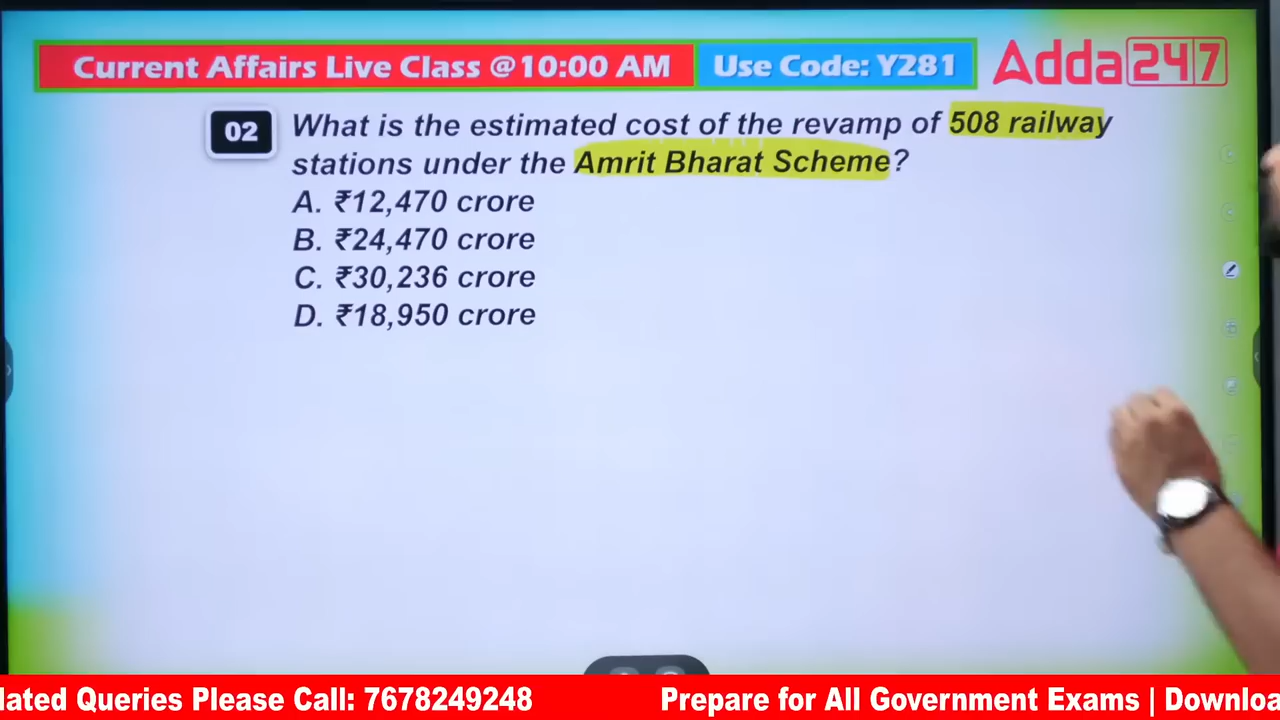 Current Affairs Live Class @10:00 AM
Use Code: Y281
Adda247
02
What is the estimated cost of the revamp of 508 railway
stations under the Amrit Bharat Scheme?
A. ₹12,470 crore
B. ₹24,470 crore
C. ₹30,236 crore
D. ₹18,950 crore
lated Queries Please Call: 7678249248
Prepare for All Government Exams | Downloa